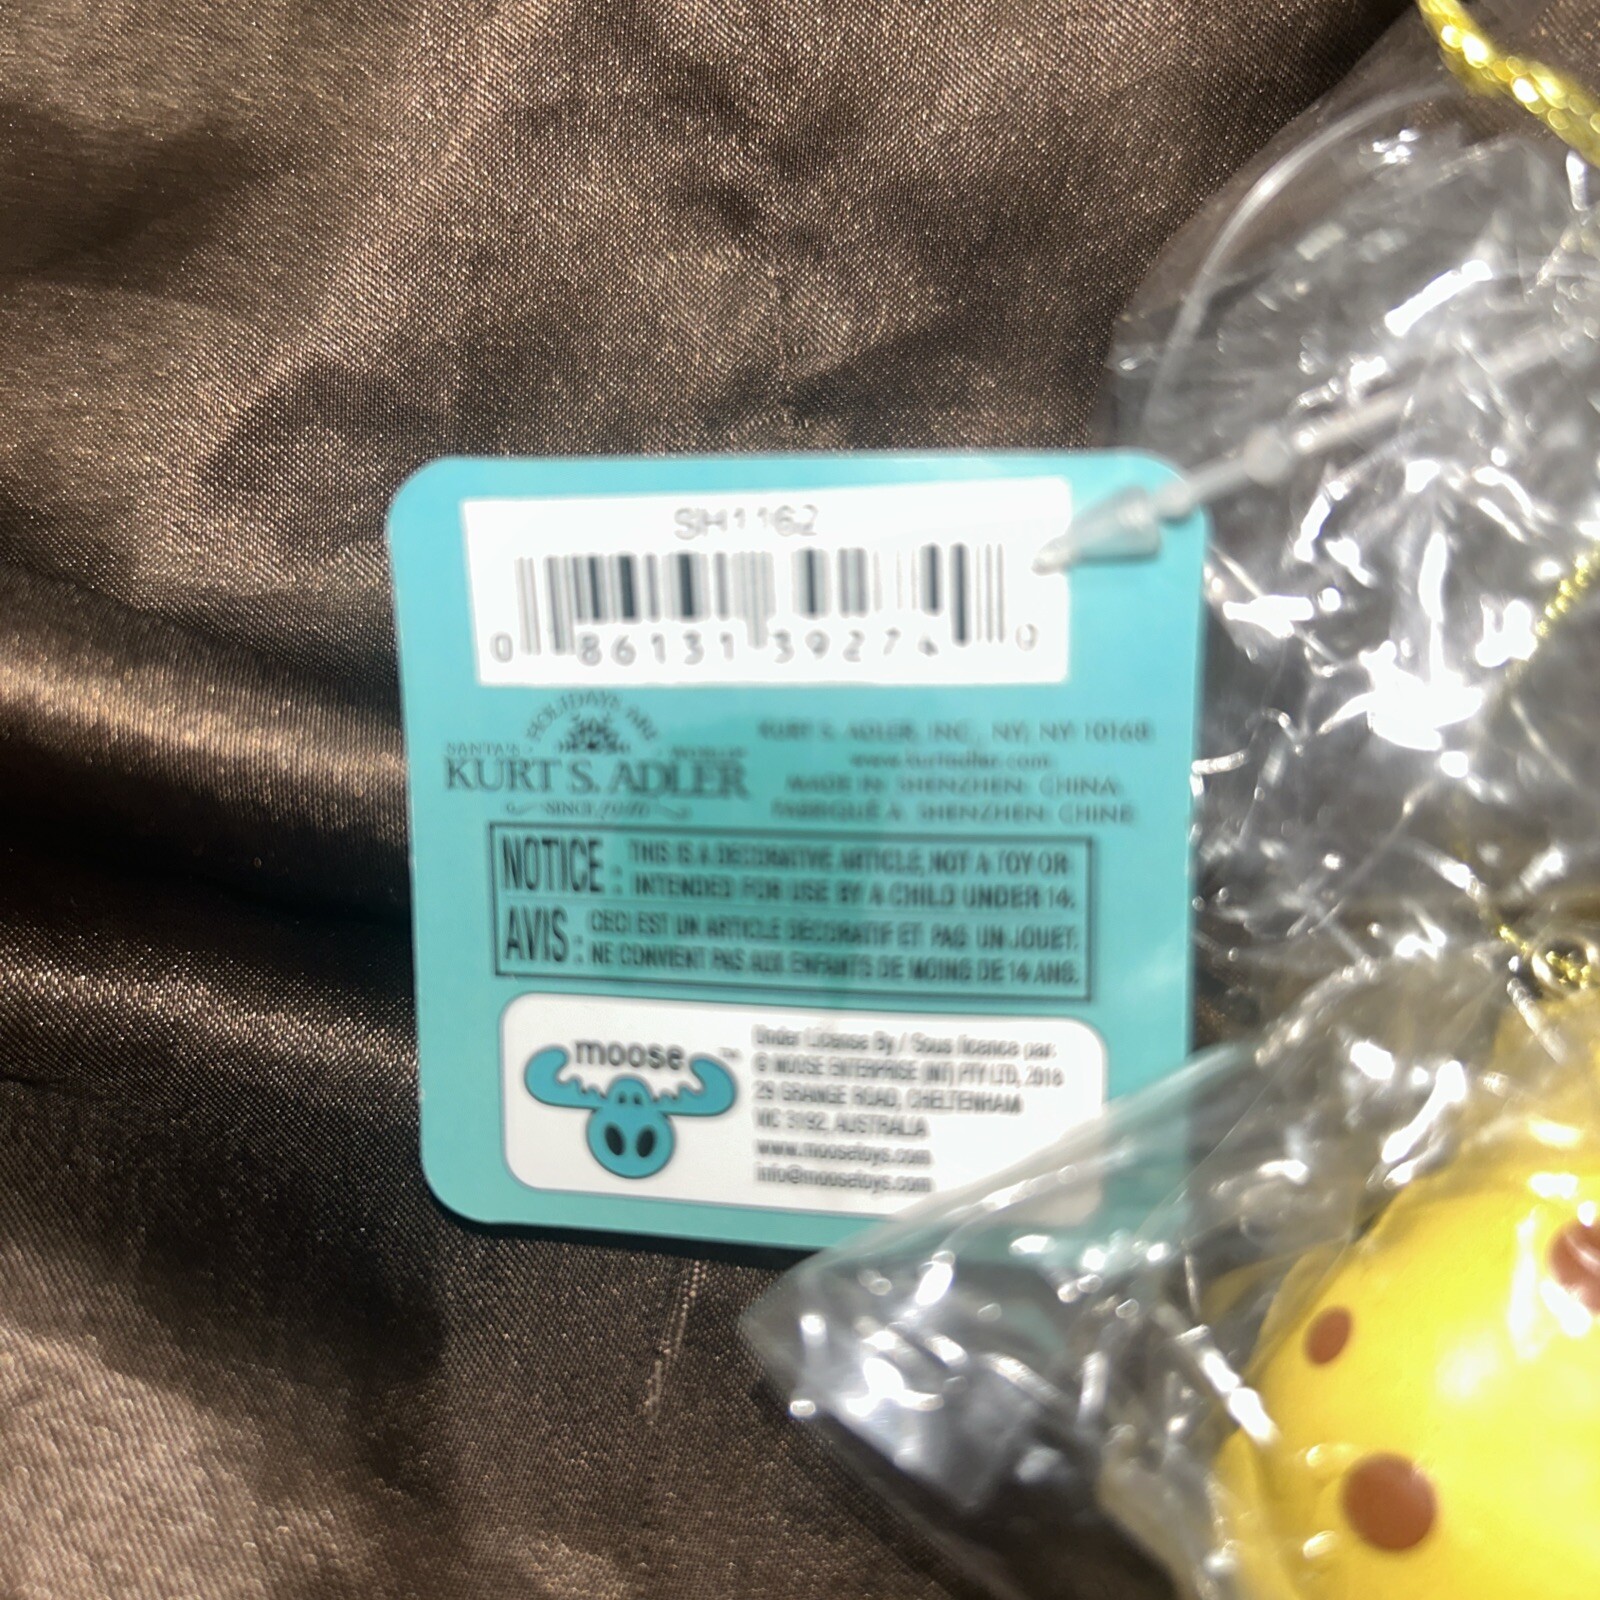 SH1162
0 86131 39274 0
HOLIDAYS ARE
SANTA'S WORLD
KURT S. ADLER
SINCE
KURT S. ADLER, INC., NY, NY 10168
www.kurtadler.com
MADE IN SHENZHEN, CHINA.
FABRIQUÉ À SHENZHEN, CHINE
NOTICE : THIS IS A DECORATIVE ARTICLE, NOT A TOY OR
INTENDED FOR USE BY A CHILD UNDER 14.
AVIS : CECI EST UN ARTICLE DÉCORATIF ET PAS UN JOUET.
NE CONVIENT PAS AUX ENFANTS DE MOINS DE 14 ANS.
moose™
Under License By / Sous licence par:
© MOOSE ENTERPRISE (INT) PTY LTD, 2018
29 GRANGE ROAD, CHELTENHAM
VIC 3192, AUSTRALIA
www.moosetoys.com
info@moosetoys.com